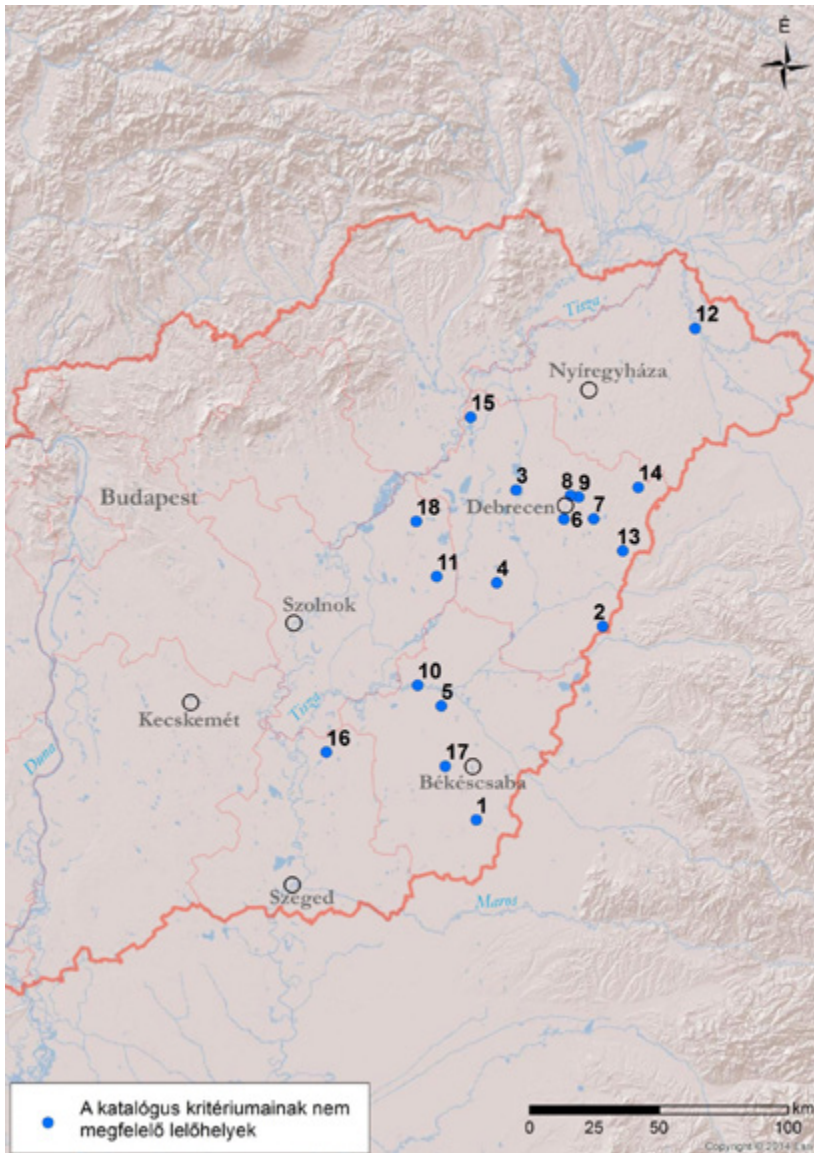 É
12
Tisza
Nyíregyháza
15
3
8
9
14
Budapest
Debrecen
18
6
7
13
11
4
Szolnok
2
10
5
Kecskemét
Tisza
16
17
Duna
Békéscsaba
1
Szeged
Maros
A katalógus kritériumainak nem
megfelelő lelőhelyek
km
0 25 50 100
Copyright © 2014